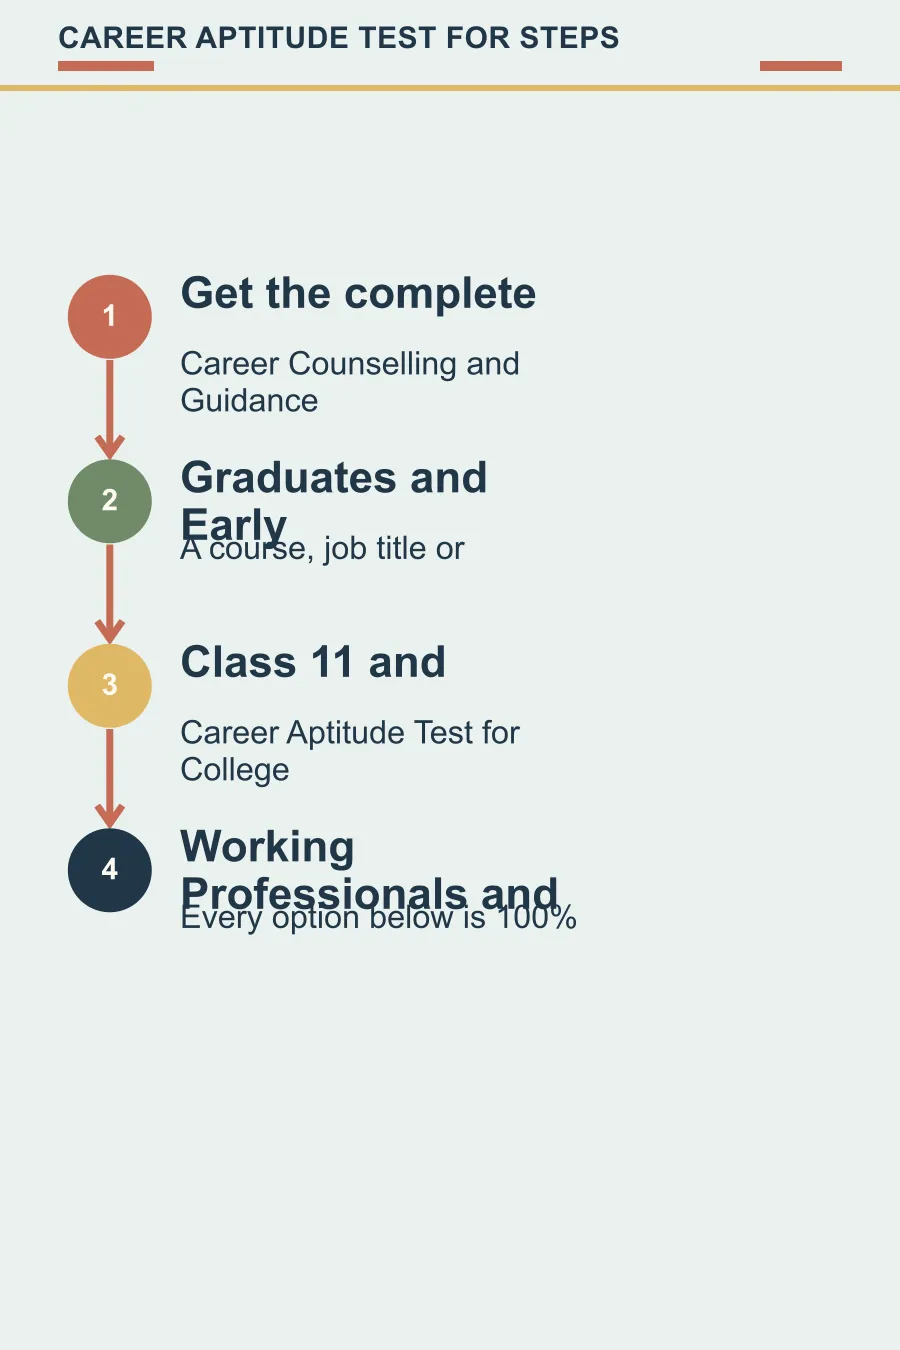 CAREER APTITUDE TEST FOR STEPS
1
Get the complete
Career Counselling and
Guidance
2
Graduates and
Early
A course, job title or
3
Class 11 and
Career Aptitude Test for
College
4
Working
Professionals and
Every option below is 100%